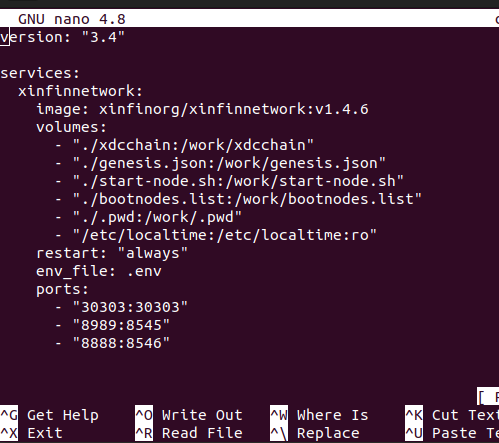 GNU nano 4.8
version: "3.4"
services:
  xinfinnetwork:
    image: xinfinorg/xinfinnetwork:v1.4.6
    volumes:
      - "./xdcchain:/work/xdcchain"
      - "./genesis.json:/work/genesis.json"
      - "./start-node.sh:/work/start-node.sh"
      - "./bootnodes.list:/work/bootnodes.list"
      - "./.pwd:/work/.pwd"
      - "/etc/localtime:/etc/localtime:ro"
    restart: "always"
    env_file: .env
    ports:
      - "30303:30303"
      - "8989:8545"
      - "8888:8546"
[
^G Get Help ^O Write Out ^W Where Is ^K Cut Text
^X Exit ^R Read File ^\ Replace ^U Paste Te